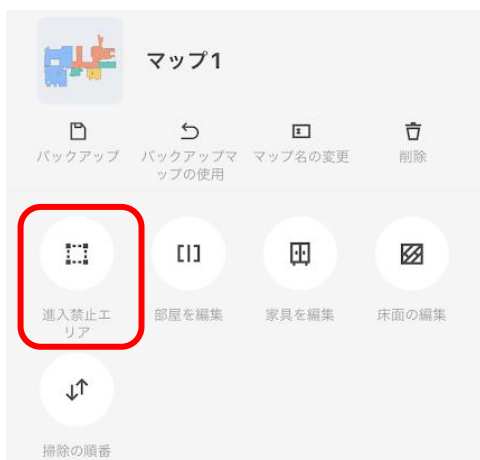 マップ1
バックアップ
バックアップマ
ップの使用
マップ名の変更
削除
進入禁止エ
リア
部屋を編集
家具を編集
床面の編集
掃除の順番